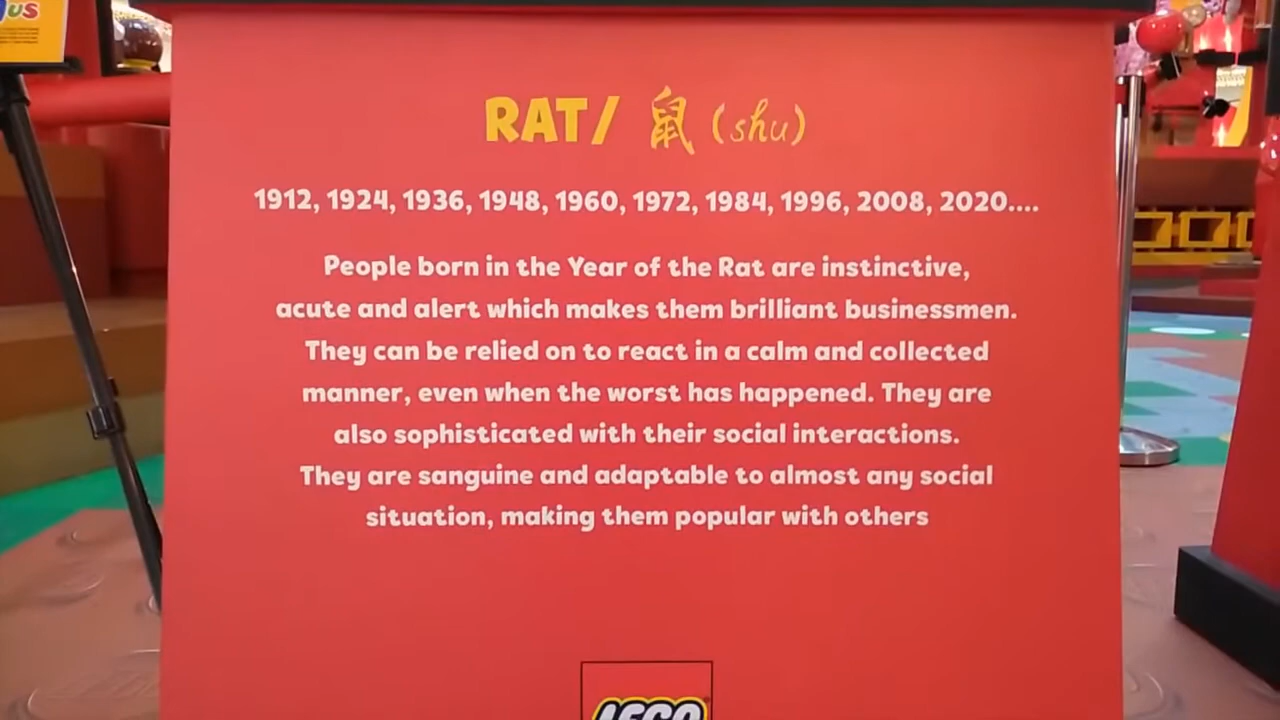 us
RAT/ 鼠 (shu)
1912, 1924, 1936, 1948, 1960, 1972, 1984, 1996, 2008, 2020....
People born in the Year of the Rat are instinctive,
acute and alert which makes them brilliant businessmen.
They can be relied on to react in a calm and collected
manner, even when the worst has happened. They are
also sophisticated with their social interactions.
They are sanguine and adaptable to almost any social
situation, making them popular with others
LEGO